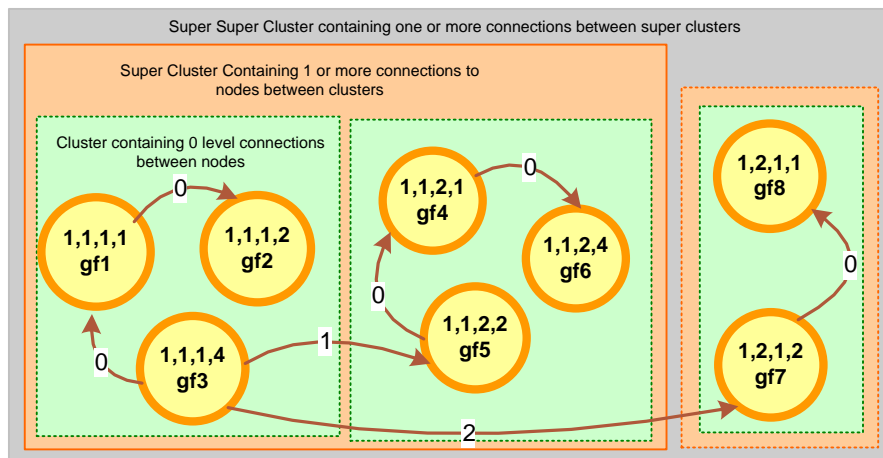 Super Super Cluster containing one or more connections between super clusters
Super Cluster Containing 1 or more connections to
nodes between clusters
Cluster containing 0 level connections
between nodes
0
1,1,1,1
gf1
1,1,1,2
gf2
0
1,1,1,4
gf3
1
2
1,1,2,1
gf4
0
1,1,2,4
gf6
0
1,1,2,2
gf5
1,2,1,1
gf8
0
1,2,1,2
gf7